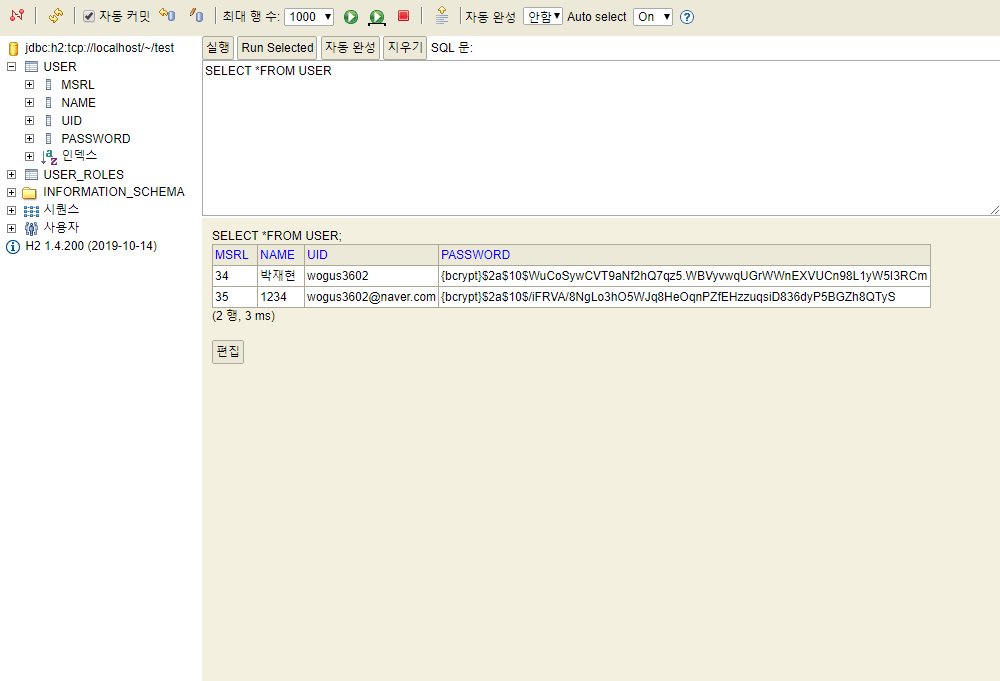 자동 커밋 최대 행 수: 1000 자동 완성 안함 Auto select On
jdbc:h2:tcp://localhost/~/test
USER
MSRL
NAME
UID
PASSWORD
인덱스
USER_ROLES
INFORMATION_SCHEMA
시퀀스
사용자
H2 1.4.200 (2019-10-14)
실행 Run Selected 자동 완성 지우기 SQL 문:
SELECT *FROM USER
SELECT *FROM USER;
MSRL NAME UID PASSWORD
34 박재현 wogus3602 {bcrypt}$2a$10$WuCoSywCVT9aNf2hQ7qz5.WBVyvwqUGrWWnEXVUCn98L1yW5I3RCm
35 1234 wogus3602@naver.com {bcrypt}$2a$10$/iFRVA/8NgLo3hO5WJq8HeOqnPZfEHzzuqsiD836dyP5BGZh8QTyS
(2 행, 3 ms)
편집